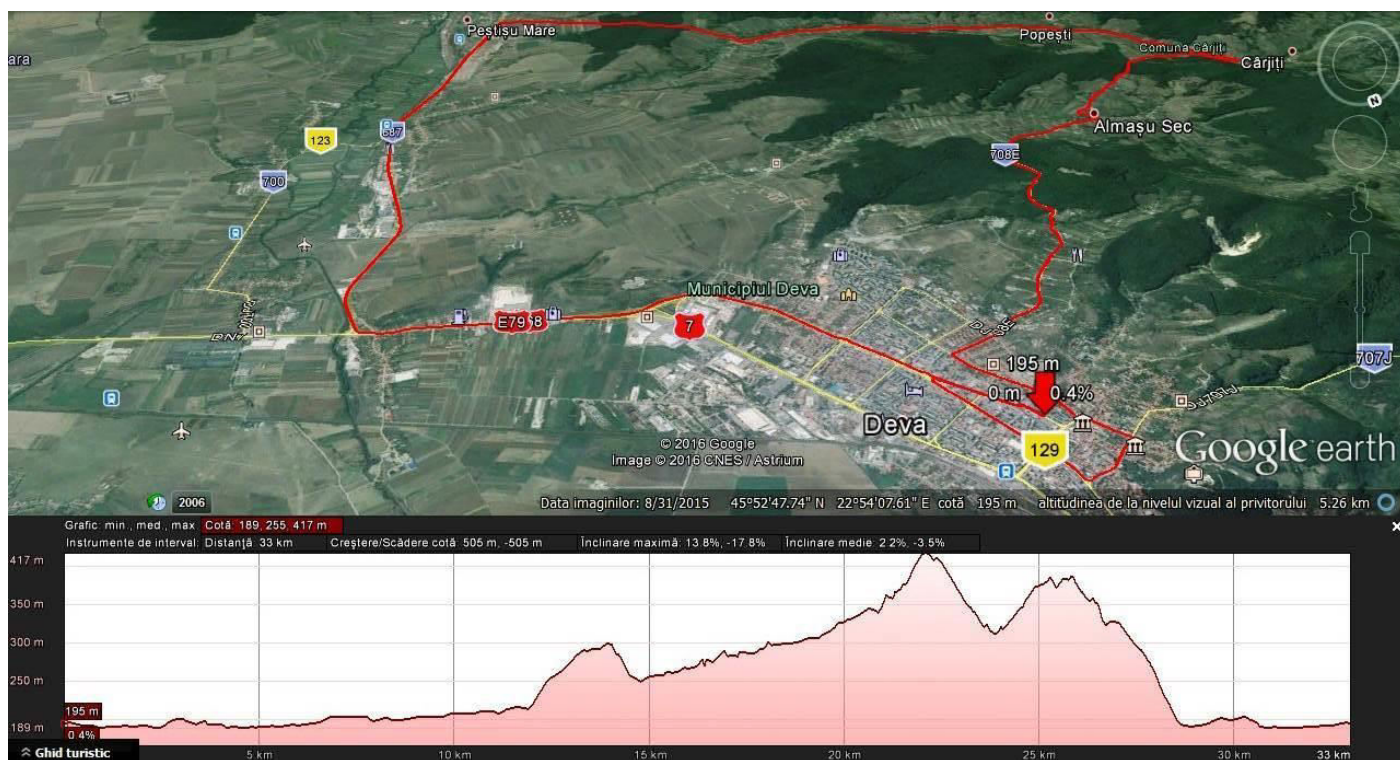 Peștișu Mare
Popești
Comuna Cârjiți
Cârjiți
ara
687
123
Almașu Sec
708E
700
N
Municipiul Deva
E79
68
7
DN7
195 m
0 m
0.4%
707J
DJ707J
Deva
129
© 2016 Google
Image © 2016 CNES / Astrium
Google earth
2006
Data imaginilor: 8/31/2015 45°52'47.74" N 22°54'07.61" E cotă 195 m altitudinea de la nivelul vizual al privitorului 5.26 km
Grafic: min., med., max Cotă: 189, 255, 417 m
Instrumente de interval: Distanţă: 33 km Creştere/Scădere cotă: 505 m, -505 m Înclinare maximă: 13.8%, -17.8% Înclinare medie: 2.2%, -3.5%
417 m
350 m
300 m
250 m
195 m
189 m
0.4%
Ghid turistic
5 km
10 km
15 km
20 km
25 km
30 km
33 km